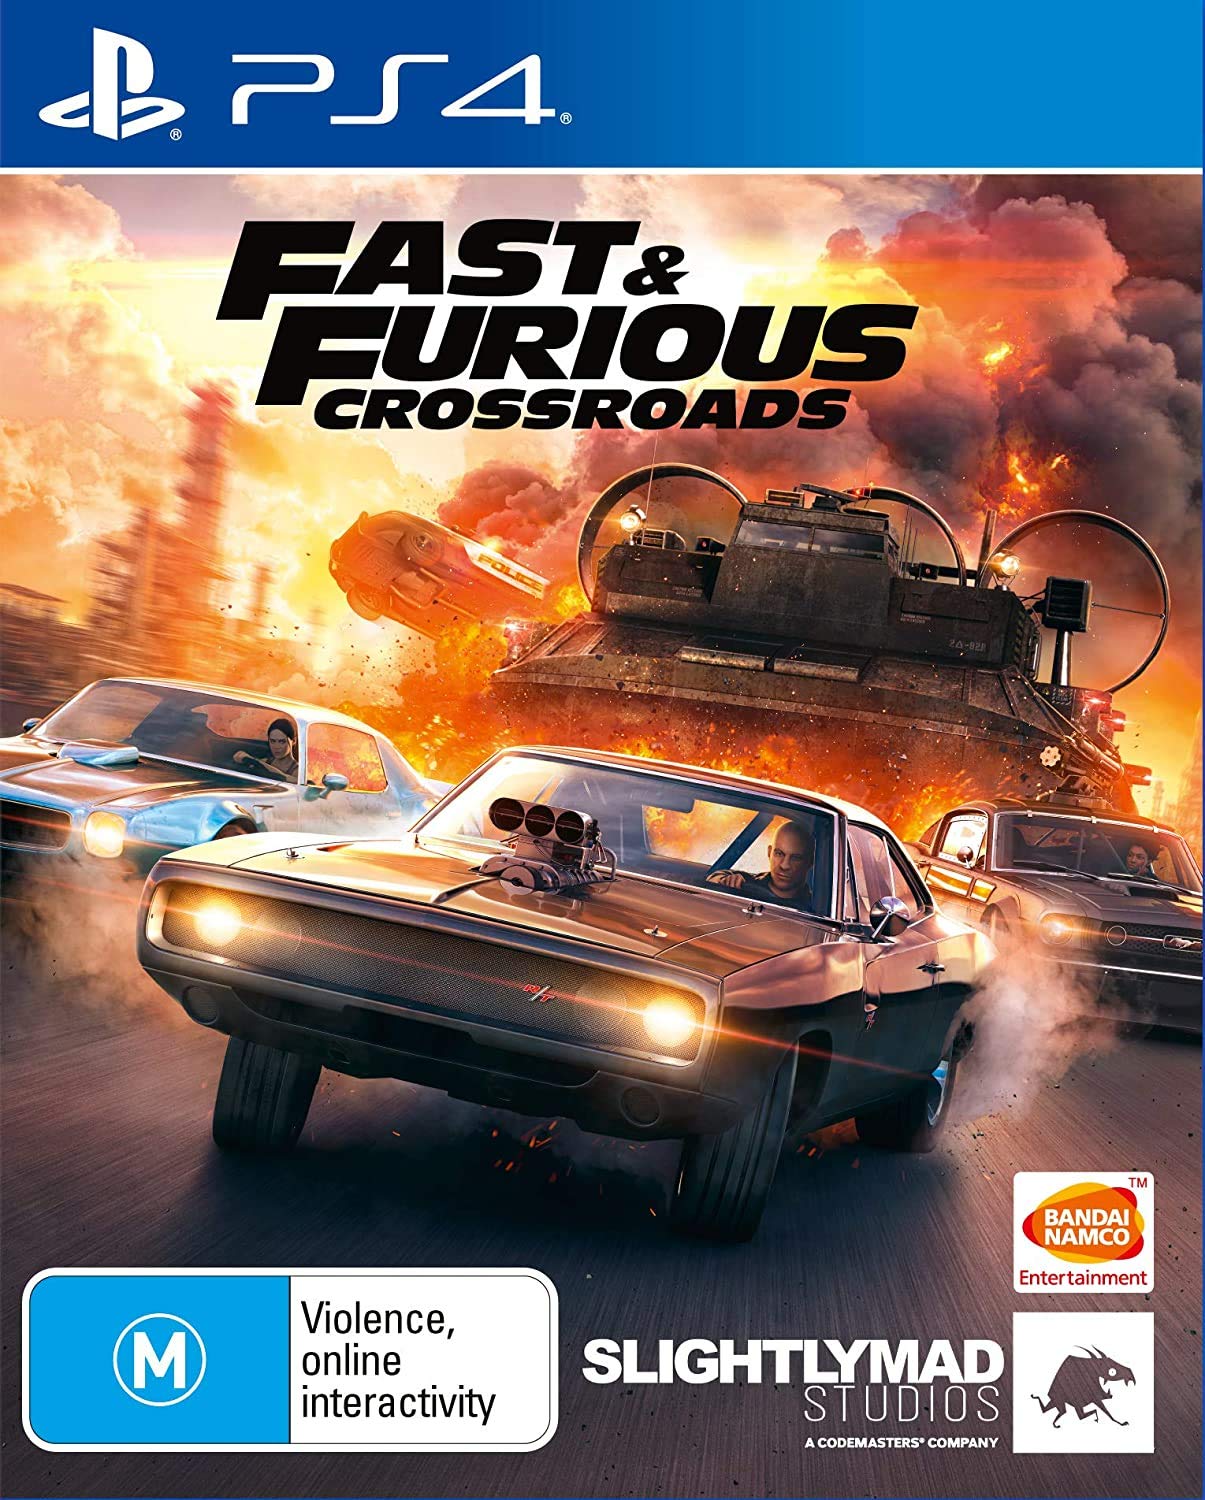 PS4
FAST &
FURIOUS
CROSSROADS
POLICE
R/T
BANDAI
NAMCO
Entertainment
M
Violence,
online
interactivity
SLIGHTLYMAD
STUDIOS
A CODEMASTERS® COMPANY